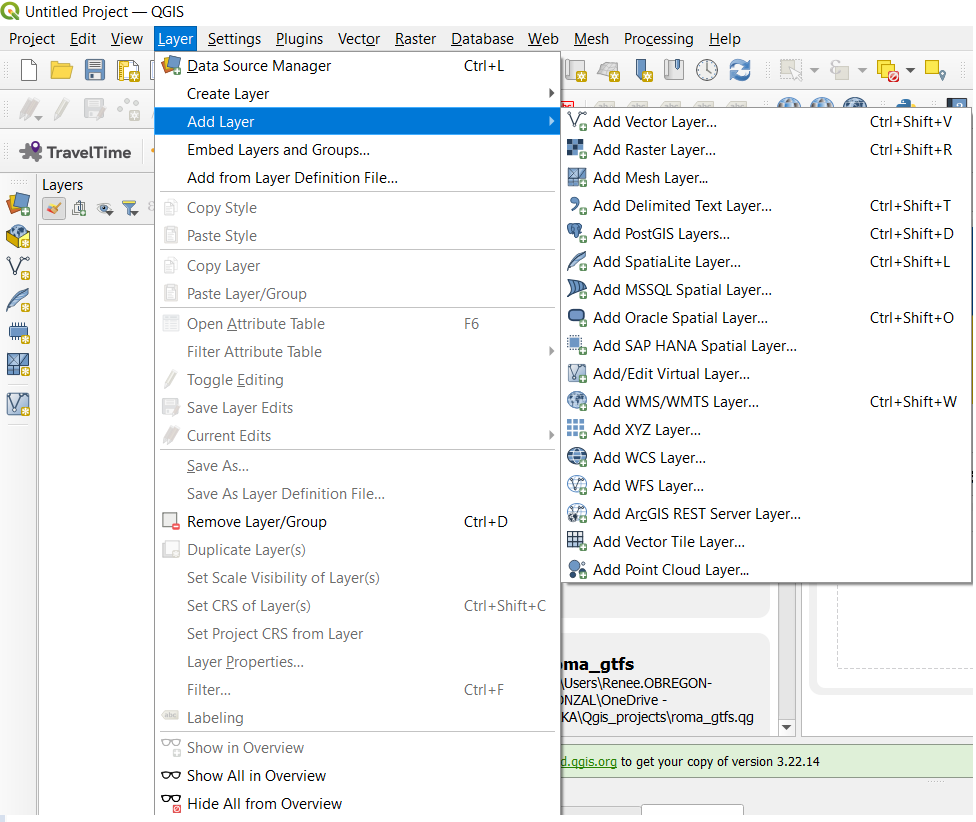 Untitled Project — QGIS
Project Edit View Layer Settings Plugins Vector Raster Database Web Mesh Processing Help
Data Source Manager Ctrl+L
Create Layer
Add Layer
Embed Layers and Groups...
Add from Layer Definition File...
Copy Style
Paste Style
Copy Layer
Paste Layer/Group
Open Attribute Table F6
Filter Attribute Table
Toggle Editing
Save Layer Edits
Current Edits
Save As...
Save As Layer Definition File...
Remove Layer/Group Ctrl+D
Duplicate Layer(s)
Set Scale Visibility of Layer(s)
Set CRS of Layer(s) Ctrl+Shift+C
Set Project CRS from Layer
Layer Properties...
Filter... Ctrl+F
Labeling
Show in Overview
Show All in Overview
Hide All from Overview
Add Vector Layer... Ctrl+Shift+V
Add Raster Layer... Ctrl+Shift+R
Add Mesh Layer...
Add Delimited Text Layer... Ctrl+Shift+T
Add PostGIS Layers... Ctrl+Shift+D
Add SpatiaLite Layer... Ctrl+Shift+L
Add MSSQL Spatial Layer...
Add Oracle Spatial Layer... Ctrl+Shift+O
Add SAP HANA Spatial Layer...
Add/Edit Virtual Layer...
Add WMS/WMTS Layer... Ctrl+Shift+W
Add XYZ Layer...
Add WCS Layer...
Add WFS Layer...
Add ArcGIS REST Server Layer...
Add Vector Tile Layer...
Add Point Cloud Layer...
TravelTime
Layers
oma_gtfs
\Users\Renee.OBREGON-
ONZAL\OneDrive -
KA\Qgis_projects\roma_gtfs.qg
d.qgis.org to get your copy of version 3.22.14